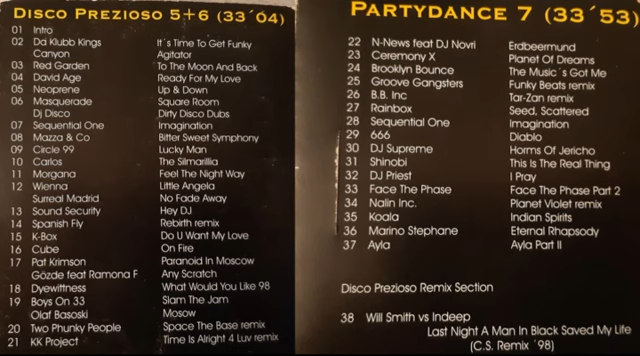 DISCO PREZIOSO 5+6 (33´04)
01 Intro
02 Da Klubb Kings It´s Time To Get Funky
Canyon Agitator
03 Red Garden To The Moon And Back
04 David Age Ready For My Love
05 Neoprene Up & Down
06 Masquerade Square Room
Dj Disco Dirty Disco Dubs
07 Sequential One Imagination
08 Mazza & Co Bitter Sweet Symphony
09 Circle 99 Lucky Man
10 Carlos The Silmarillia
11 Morgana Feel The Night Way
12 Wienna Little Angela
Surreal Madrid No Fade Away
13 Sound Security Hey DJ
14 Spanish Fly Rebirth remix
15 K-Box Do U Want My Love
16 Cube On Fire
17 Pat Krimson Paranoid In Moscow
Gözde feat Ramona F Any Scratch
18 Dyewittness What Would You Like 98
19 Boys On 33 Slam The Jam
Olaf Basoski Mosow
20 Two Phunky People Space The Base remix
21 KK Project Time Is Alright 4 Luv remix
PARTYDANCE 7 (33´53)
22 N-News feat DJ Novri Erdbeermund
23 Ceremony X Planet Of Dreams
24 Brooklyn Bounce The Music´s Got Me
25 Groove Gangsters Funky Beats remix
26 B.B. Inc Tar-Zan remix
27 Rainbox Seed, Scattered
28 Sequential One Imagination
29 666 Diablo
30 DJ Supreme Horms Of Jericho
31 Shinobi This Is The Real Thing
32 DJ Priest I Pray
33 Face The Phase Face The Phase Part 2
34 Nalin Inc. Planet Violet remix
35 Koala Indian Spirits
36 Marino Stephane Eternal Rhapsody
37 Ayla Ayla Part II
Disco Prezioso Remix Section
38 Will Smith vs Indeep
Last Night A Man In Black Saved My Life
(C.S. Remix ´98)